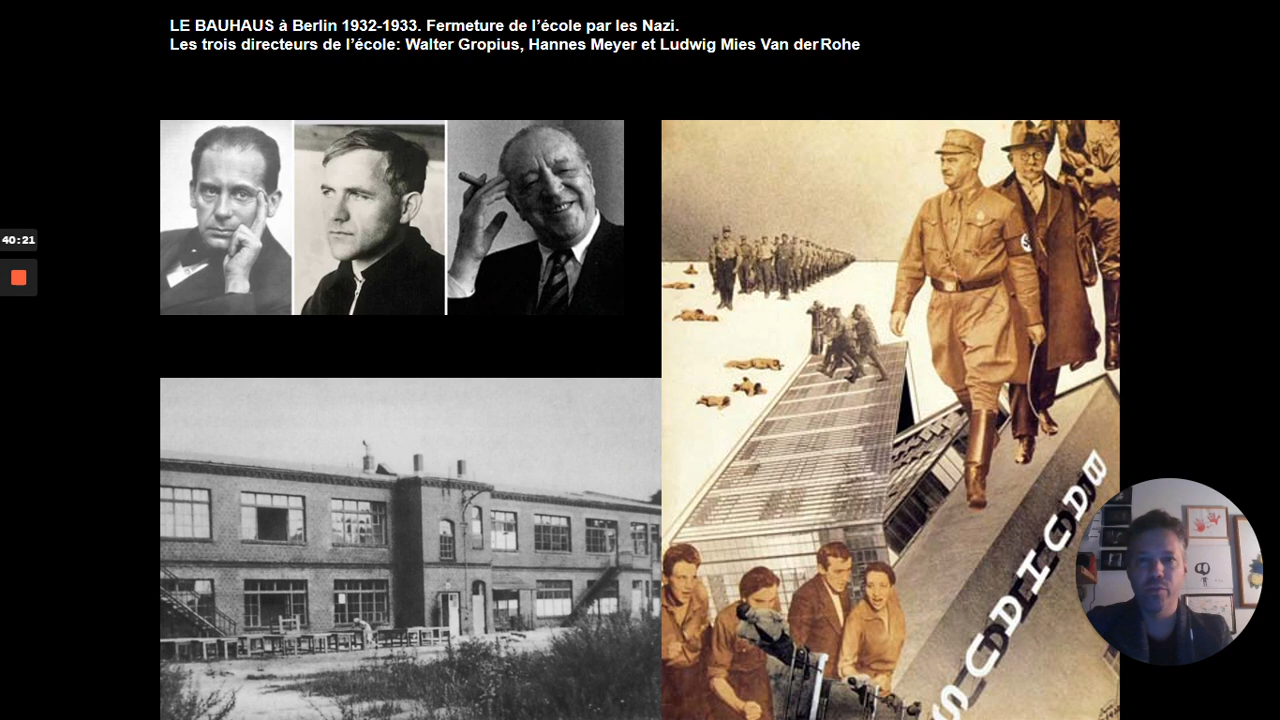 LE BAUHAUS à Berlin 1932-1933. Fermeture de l’école par les Nazi.
Les trois directeurs de l’école: Walter Gropius, Hannes Meyer et Ludwig Mies Van der Rohe
40:21